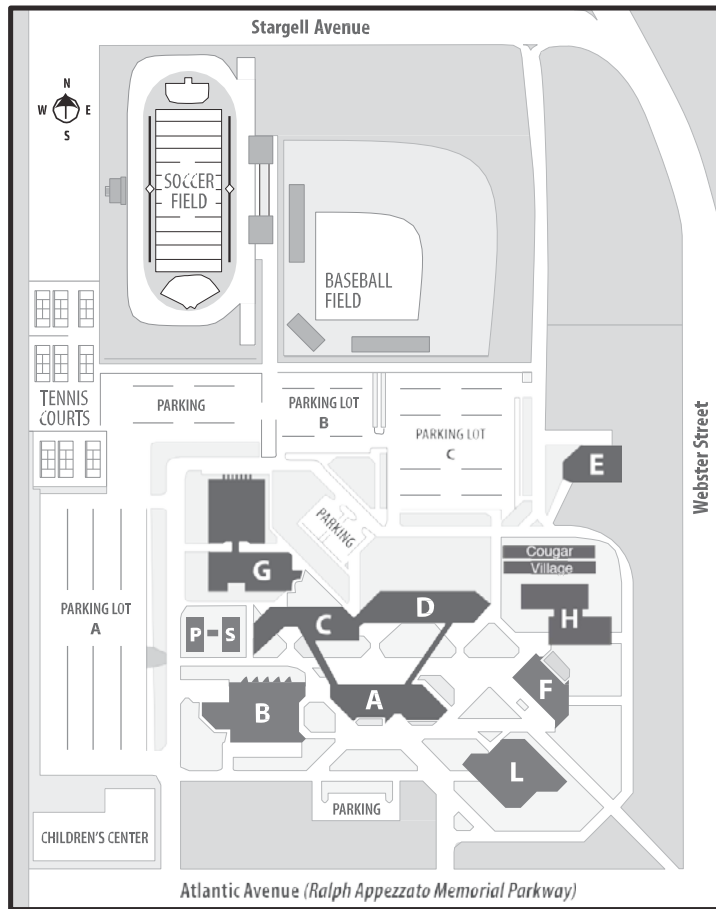 Stargell Avenue
N
W E
S
SOCCER
FIELD
BASEBALL
FIELD
TENNIS
COURTS
PARKING
PARKING LOT
B
PARKING LOT
C
Webster Street
E
PARKING
Cougar
Village
G
H
PARKING LOT
A
D
C
P - S
F
A
B
L
PARKING
CHILDREN'S CENTER
Atlantic Avenue (Ralph Appezzato Memorial Parkway)